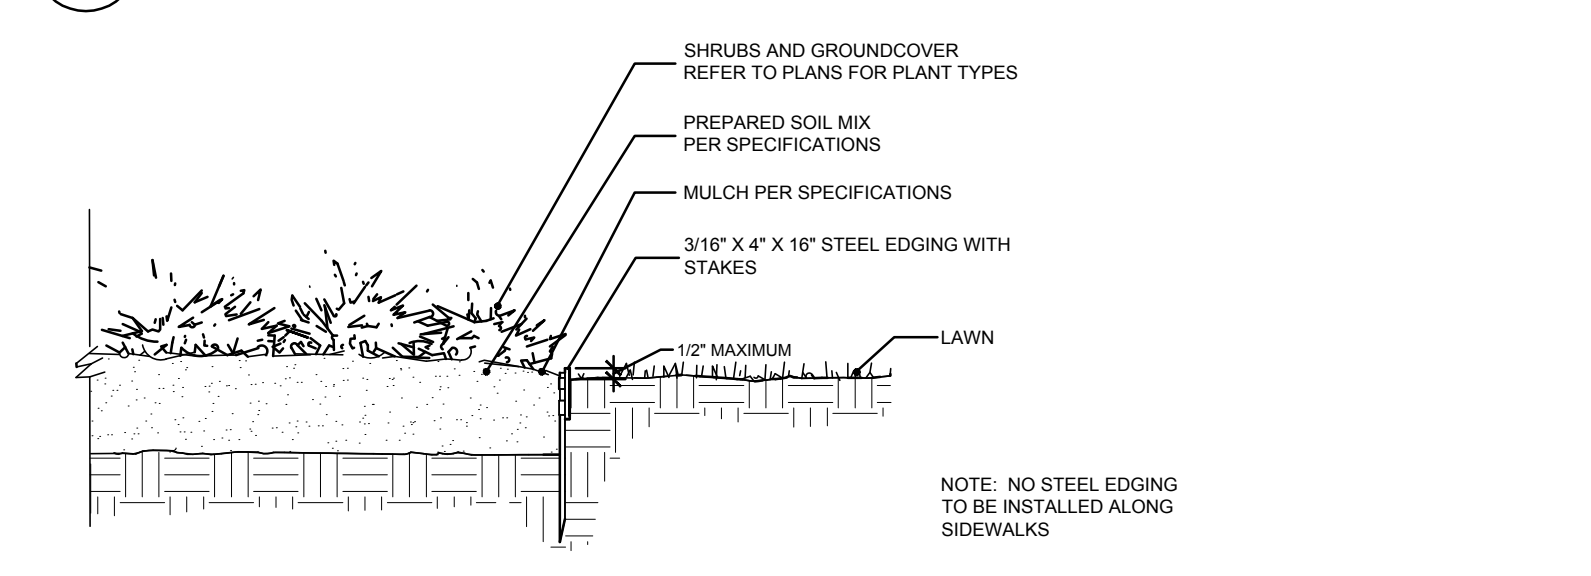 SHRUBS AND GROUNDCOVER
REFER TO PLANS FOR PLANT TYPES
PREPARED SOIL MIX
PER SPECIFICATIONS
MULCH PER SPECIFICATIONS
3/16" X 4" X 16" STEEL EDGING WITH
STAKES
LAWN
1/2" MAXIMUM
NOTE: NO STEEL EDGING
TO BE INSTALLED ALONG
SIDEWALKS